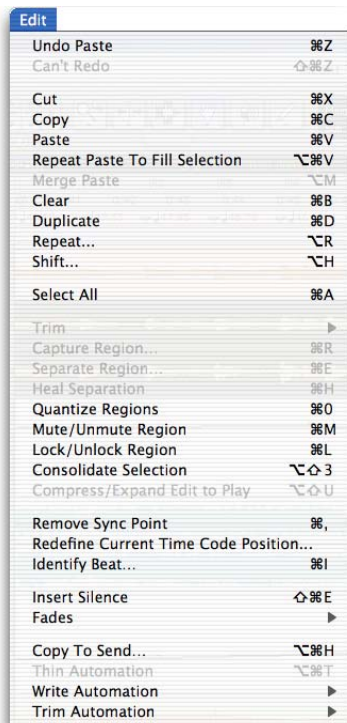 Edit
Undo Paste ⌘Z
Can't Redo ⇧⌘Z
Cut ⌘X
Copy ⌘C
Paste ⌘V
Repeat Paste To Fill Selection ⌥⌘V
Merge Paste ⌥M
Clear ⌘B
Duplicate ⌘D
Repeat... ⌥R
Shift... ⌥H
Select All ⌘A
Trim
Capture Region... ⌘R
Separate Region... ⌘E
Heal Separation ⌘H
Quantize Regions ⌘0
Mute/Unmute Region ⌘M
Lock/Unlock Region ⌘L
Consolidate Selection ⌥⇧3
Compress/Expand Edit to Play ⌥⇧U
Remove Sync Point ⌘,
Redefine Current Time Code Position...
Identify Beat... ⌘I
Insert Silence ⇧⌘E
Fades
Copy To Send... ⌥⌘H
Thin Automation ⌥⌘T
Write Automation
Trim Automation